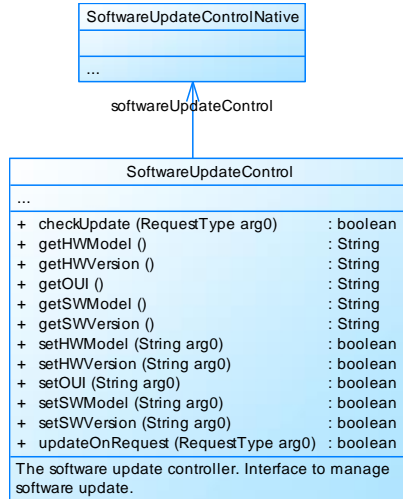 SoftwareUpdateControlNative
...
softwareUpdateControl
SoftwareUpdateControl
...
+ checkUpdate (RequestType arg0) : boolean
+ getHWModel () : String
+ getHWVersion () : String
+ getOUI () : String
+ getSWModel () : String
+ getSWVersion () : String
+ setHWModel (String arg0) : boolean
+ setHWVersion (String arg0) : boolean
+ setOUI (String arg0) : boolean
+ setSWModel (String arg0) : boolean
+ setSWVersion (String arg0) : boolean
+ updateOnRequest (RequestType arg0) : boolean
The software update controller. Interface to manage
software update.